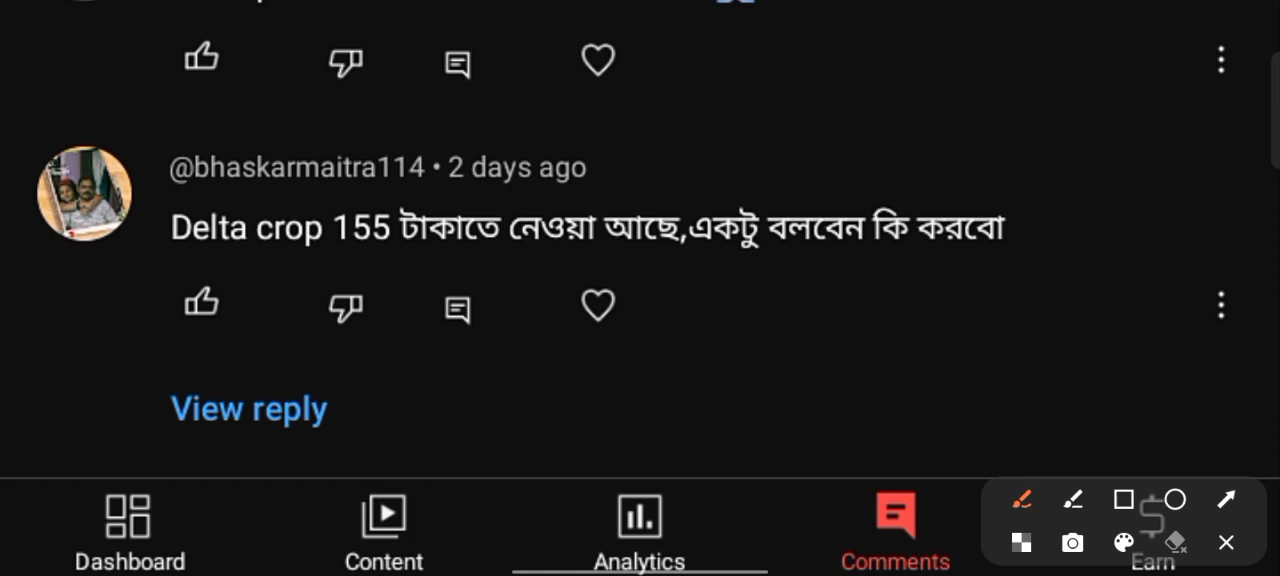 @bhaskarmaitra114 • 2 days ago
Delta crop 155 টাকাতে নেওয়া আছে,একটু বলবেন কি করবো
View reply
Dashboard Content Analytics Comments Earn